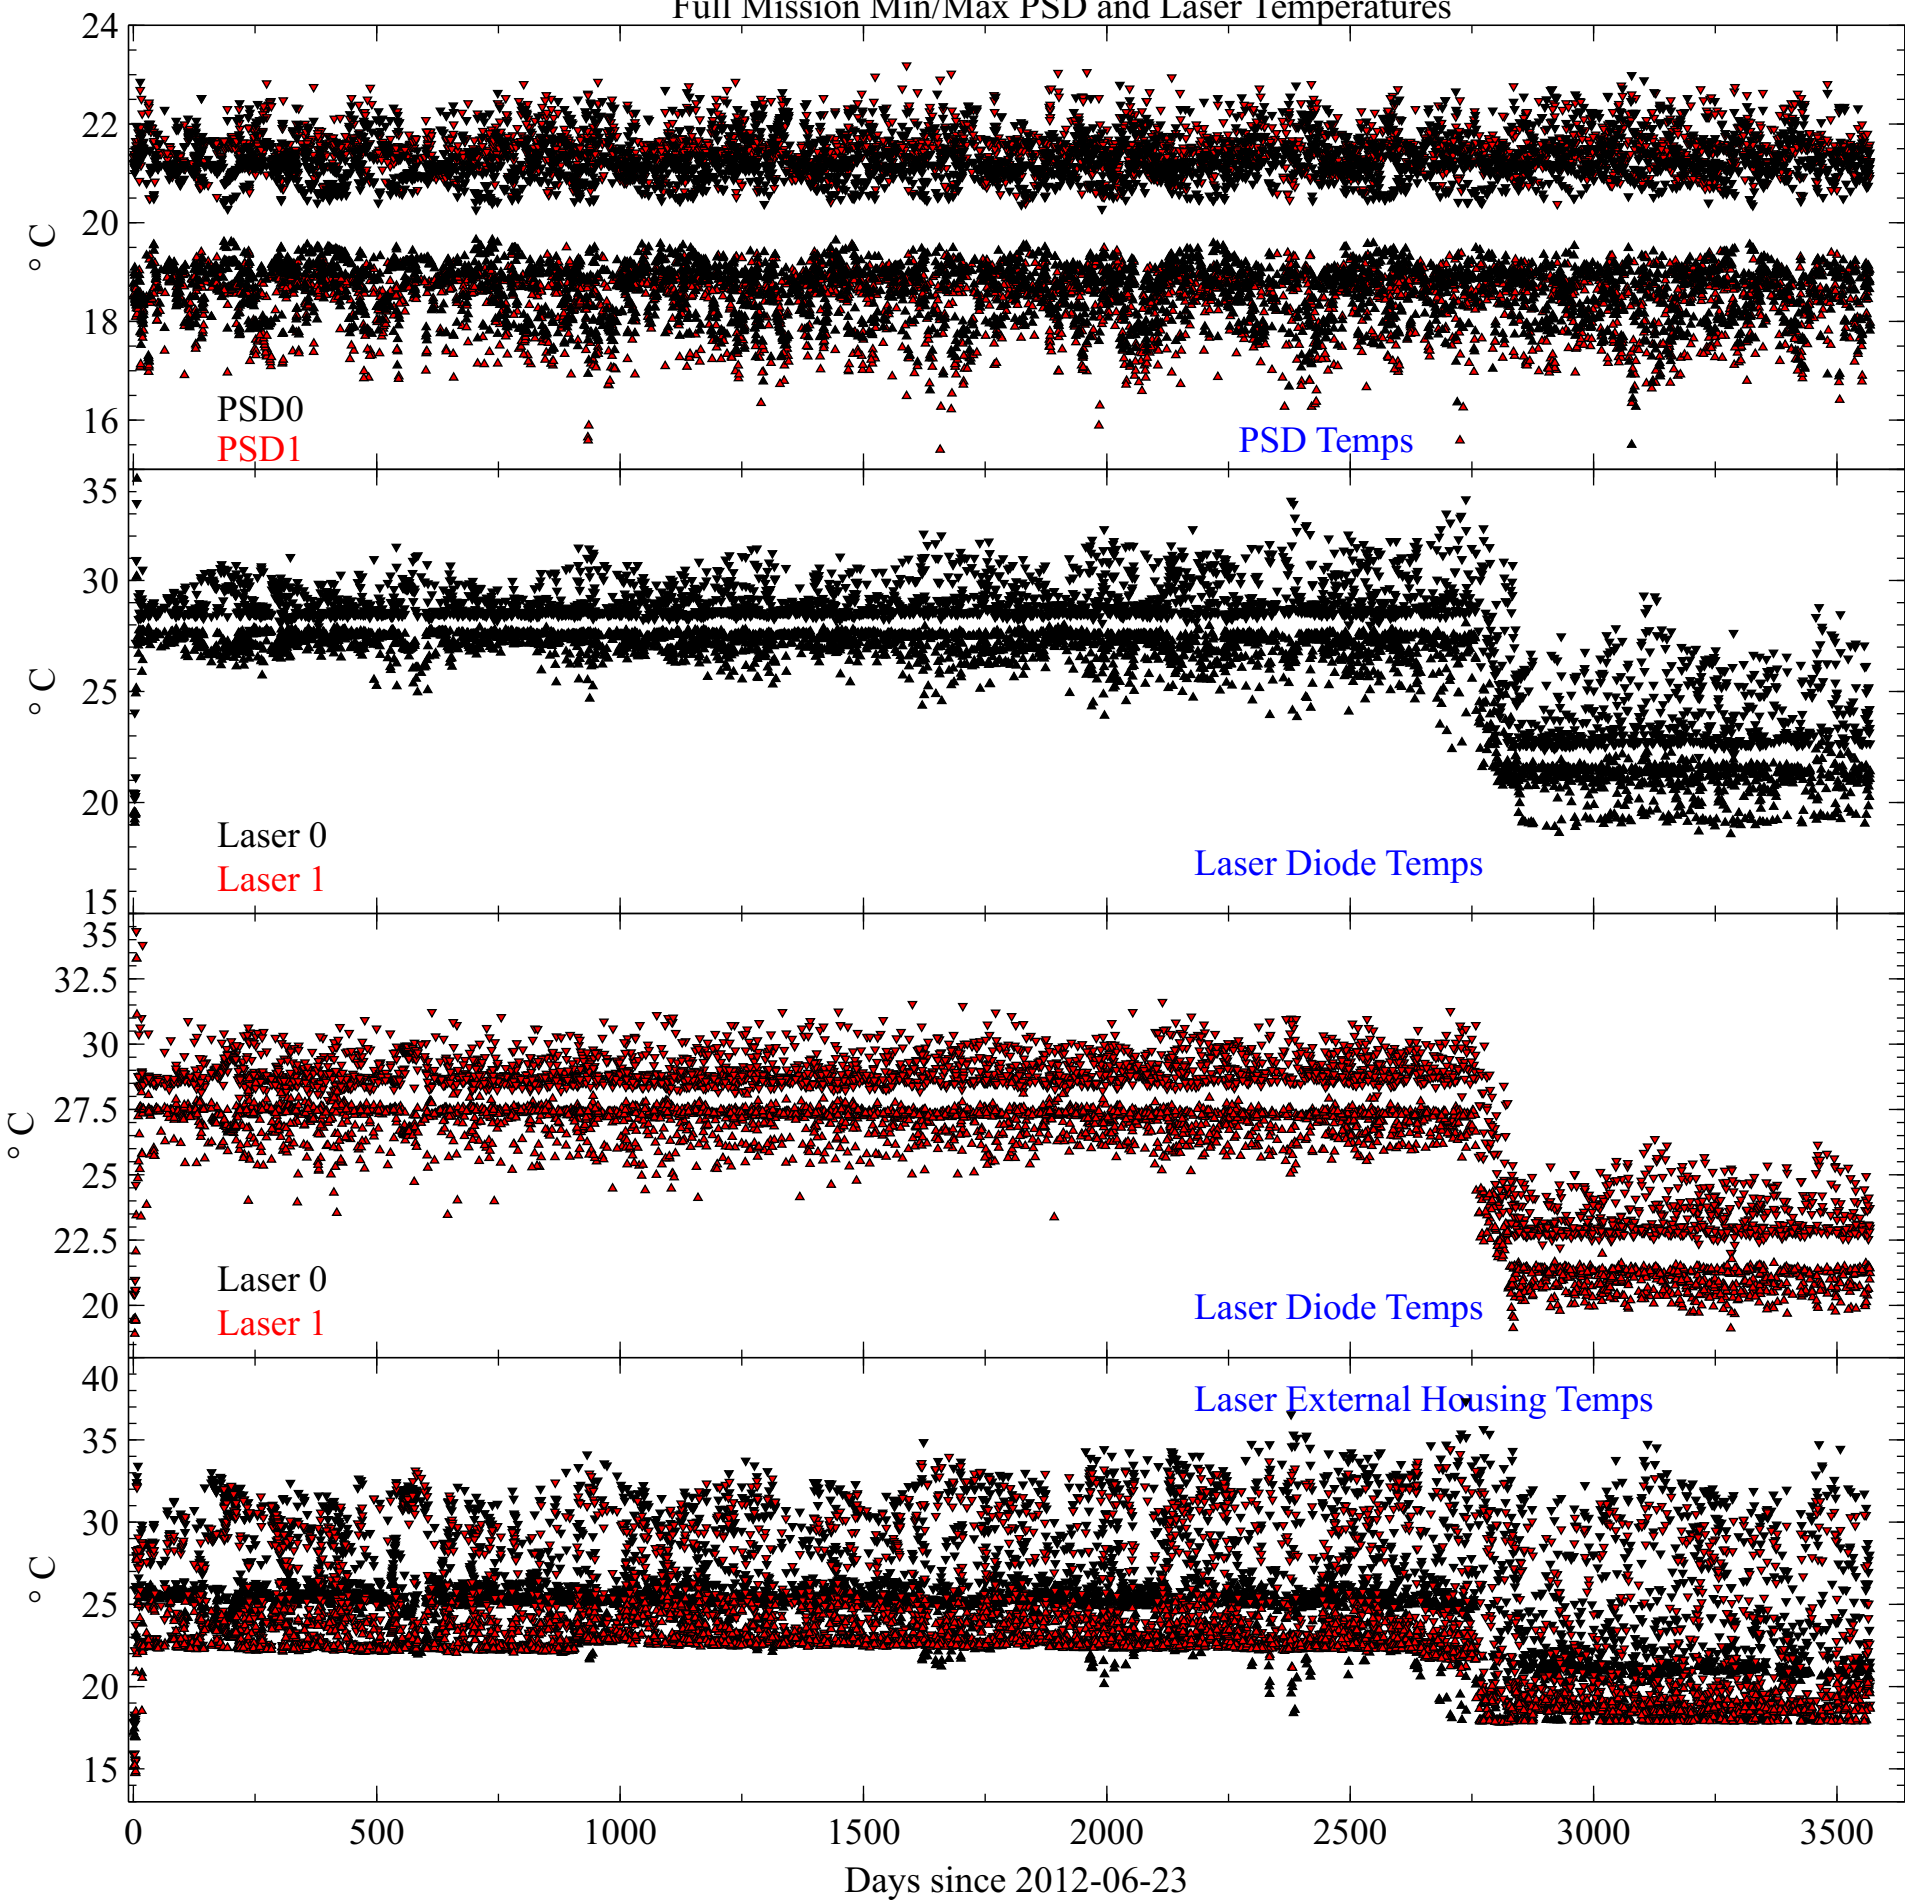 Full Mission Min/Max PSD and Laser Temperatures
24
22
20
18
16
° C
PSD0
PSD1
PSD Temps
35
30
25
20
15
° C
Laser 0
Laser 1
Laser Diode Temps
35
32.5
30
27.5
25
22.5
20
° C
Laser 0
Laser 1
Laser Diode Temps
40
35
30
25
20
15
° C
Laser External Housing Temps
0 500 1000 1500 2000 2500 3000 3500
Days since 2012-06-23